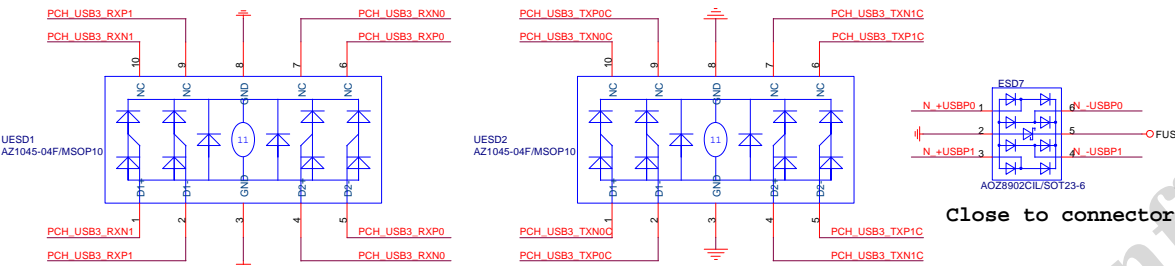 PCH_USB3_RXP1
PCH_USB3_RXN1
PCH_USB3_RXN0
PCH_USB3_RXP0
10 9 8 7 6
NC NC GND NC NC
11
UESD1
AZ1045-04F/MSOP10
D1+ D1- GND D2+ D2-
1 2 3 4 5
PCH_USB3_RXN1
PCH_USB3_RXP1
PCH_USB3_RXP0
PCH_USB3_RXN0
PCH_USB3_TXP0C
PCH_USB3_TXN0C
PCH_USB3_TXN1C
PCH_USB3_TXP1C
10 9 8 7 6
NC NC GND NC NC
11
UESD2
AZ1045-04F/MSOP10
D1+ D1- GND D2+ D2-
1 2 3 4 5
PCH_USB3_TXN0C
PCH_USB3_TXP0C
PCH_USB3_TXP1C
PCH_USB3_TXN1C
ESD7
N_+USBP0 1 6 N_-USBP0
2 5 FUS
N_+USBP1 3 4 N_-USBP1
AOZ8902CIL/SOT23-6
Close to connector